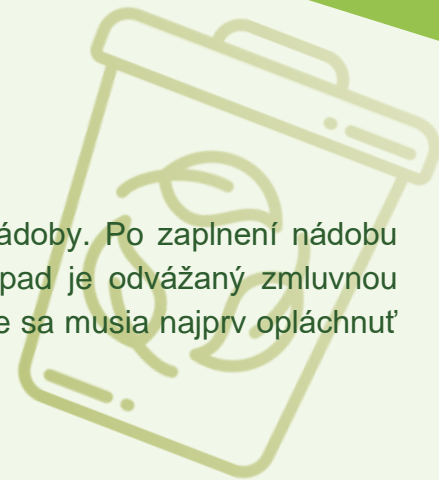 ádoby. Po zaplnení nádobu
pad je odvážaný zmluvnou
e sa musia najprv opláchnuť